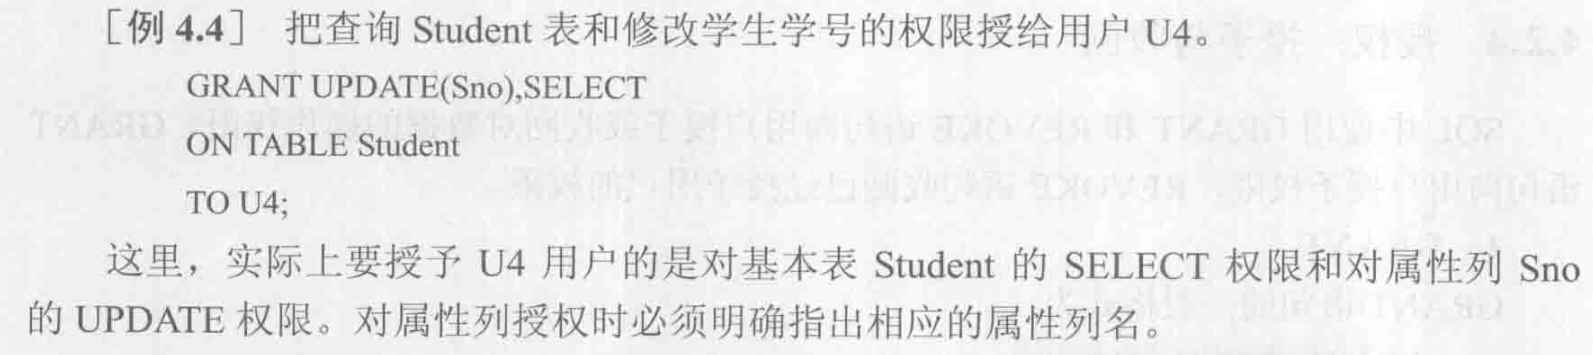 ［例 4.4］ 把查询 Student 表和修改学生学号的权限授给用户 U4。
GRANT UPDATE(Sno),SELECT
ON TABLE Student
TO U4;
这里，实际上要授予 U4 用户的是对基本表 Student 的 SELECT 权限和对属性列 Sno
的 UPDATE 权限。对属性列授权时必须明确指出相应的属性列名。